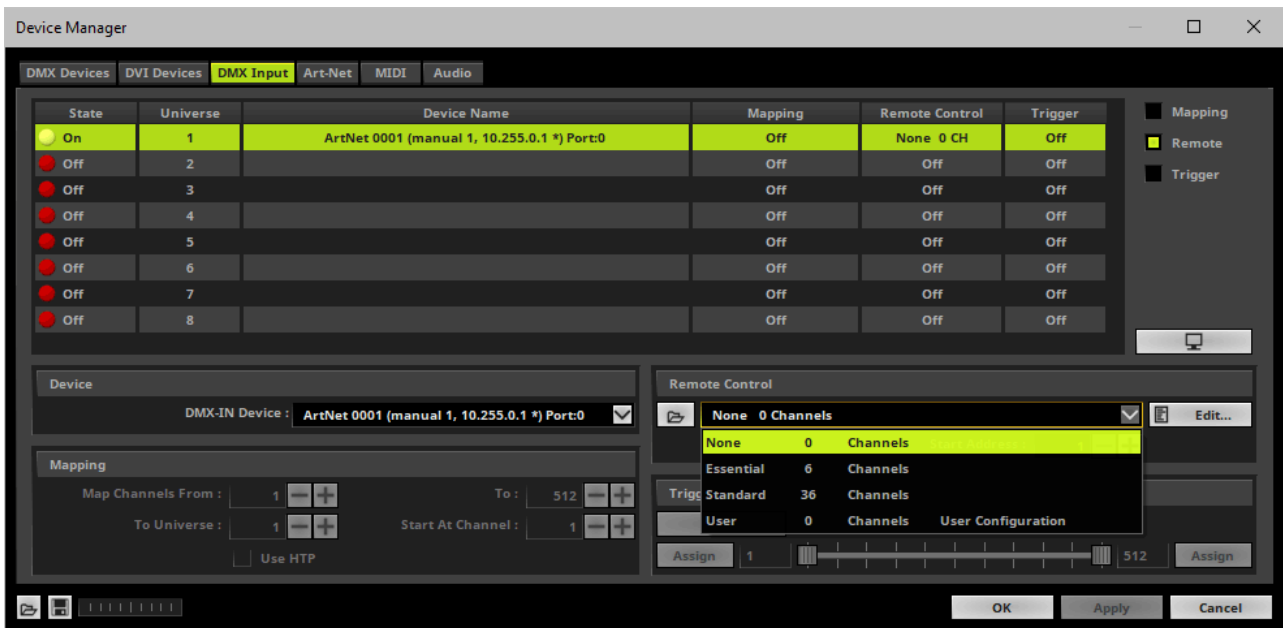 Device Manager
DMX Devices DVI Devices DMX Input Art-Net MIDI Audio
State Universe Device Name Mapping Remote Control Trigger
On 1 ArtNet 0001 (manual 1, 10.255.0.1 *) Port:0 Off None 0 CH Off
Off 2 Off Off Off
Off 3 Off Off Off
Off 4 Off Off Off
Off 5 Off Off Off
Off 6 Off Off Off
Off 7 Off Off Off
Off 8 Off Off Off
Mapping
Remote
Trigger
Device
DMX-IN Device : ArtNet 0001 (manual 1, 10.255.0.1 *) Port:0
Mapping
Map Channels From : 1 To : 512
To Universe : 1 Start At Channel : 1
Use HTP
Remote Control
None 0 Channels Edit...
None 0 Channels
Essential 6 Channels
Standard 36 Channels
User 0 Channels User Configuration
Assign 1 512 Assign
OK Apply Cancel